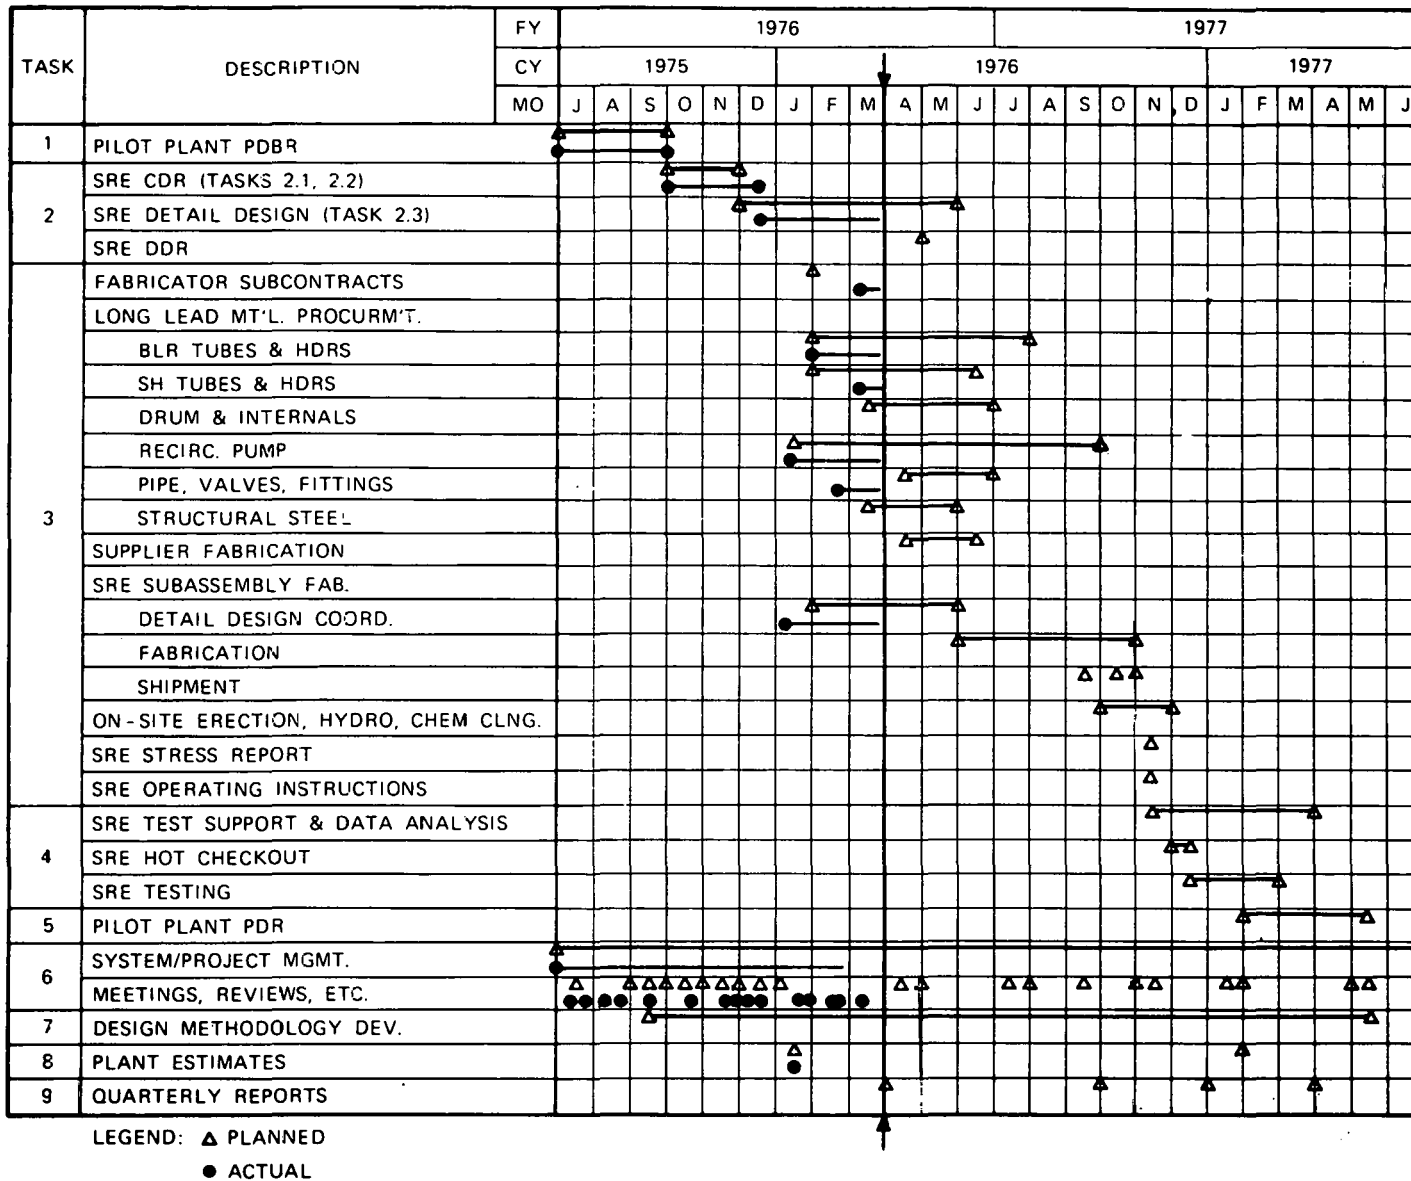 FY 1976 1977
TASK DESCRIPTION CY 1975 1976 1977
MO J A S O N D J F M A M J J A S O N D J F M A M J
1 PILOT PLANT PDBR
SRE CDR (TASKS 2.1, 2.2)
2 SRE DETAIL DESIGN (TASK 2.3)
SRE DDR
FABRICATOR SUBCONTRACTS
LONG LEAD MT'L. PROCURM'T.
BLR TUBES & HDRS
SH TUBES & HDRS
DRUM & INTERNALS
RECIRC. PUMP
PIPE, VALVES, FITTINGS
3 STRUCTURAL STEEL
SUPPLIER FABRICATION
SRE SUBASSEMBLY FAB.
DETAIL DESIGN COORD.
FABRICATION
SHIPMENT
ON-SITE ERECTION, HYDRO, CHEM CLNG.
SRE STRESS REPORT
SRE OPERATING INSTRUCTIONS
SRE TEST SUPPORT & DATA ANALYSIS
4 SRE HOT CHECKOUT
SRE TESTING
5 PILOT PLANT PDR
SYSTEM/PROJECT MGMT.
6
MEETINGS, REVIEWS, ETC.
7 DESIGN METHODOLOGY DEV.
8 PLANT ESTIMATES
9 QUARTERLY REPORTS
LEGEND: △ PLANNED
● ACTUAL